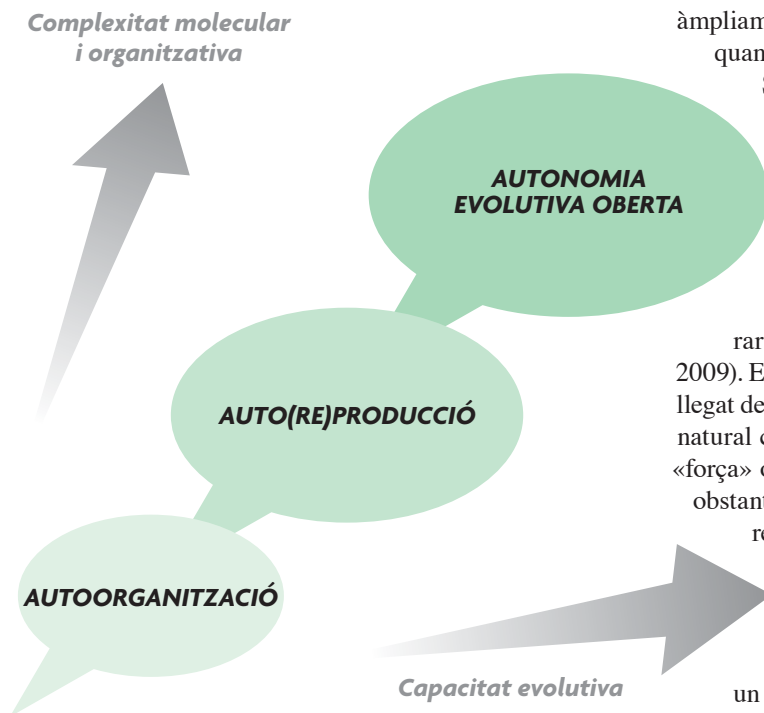 Complexitat molecular
i organitzativa
AUTONOMIA
EVOLUTIVA OBERTA
AUTO(RE)PRODUCCIÓ
AUTOORGANITZACIÓ
Capacitat evolutiva
àmpliam
quan
rar
2009). E
llegat de
natural c
«força» o
obstant
re
un